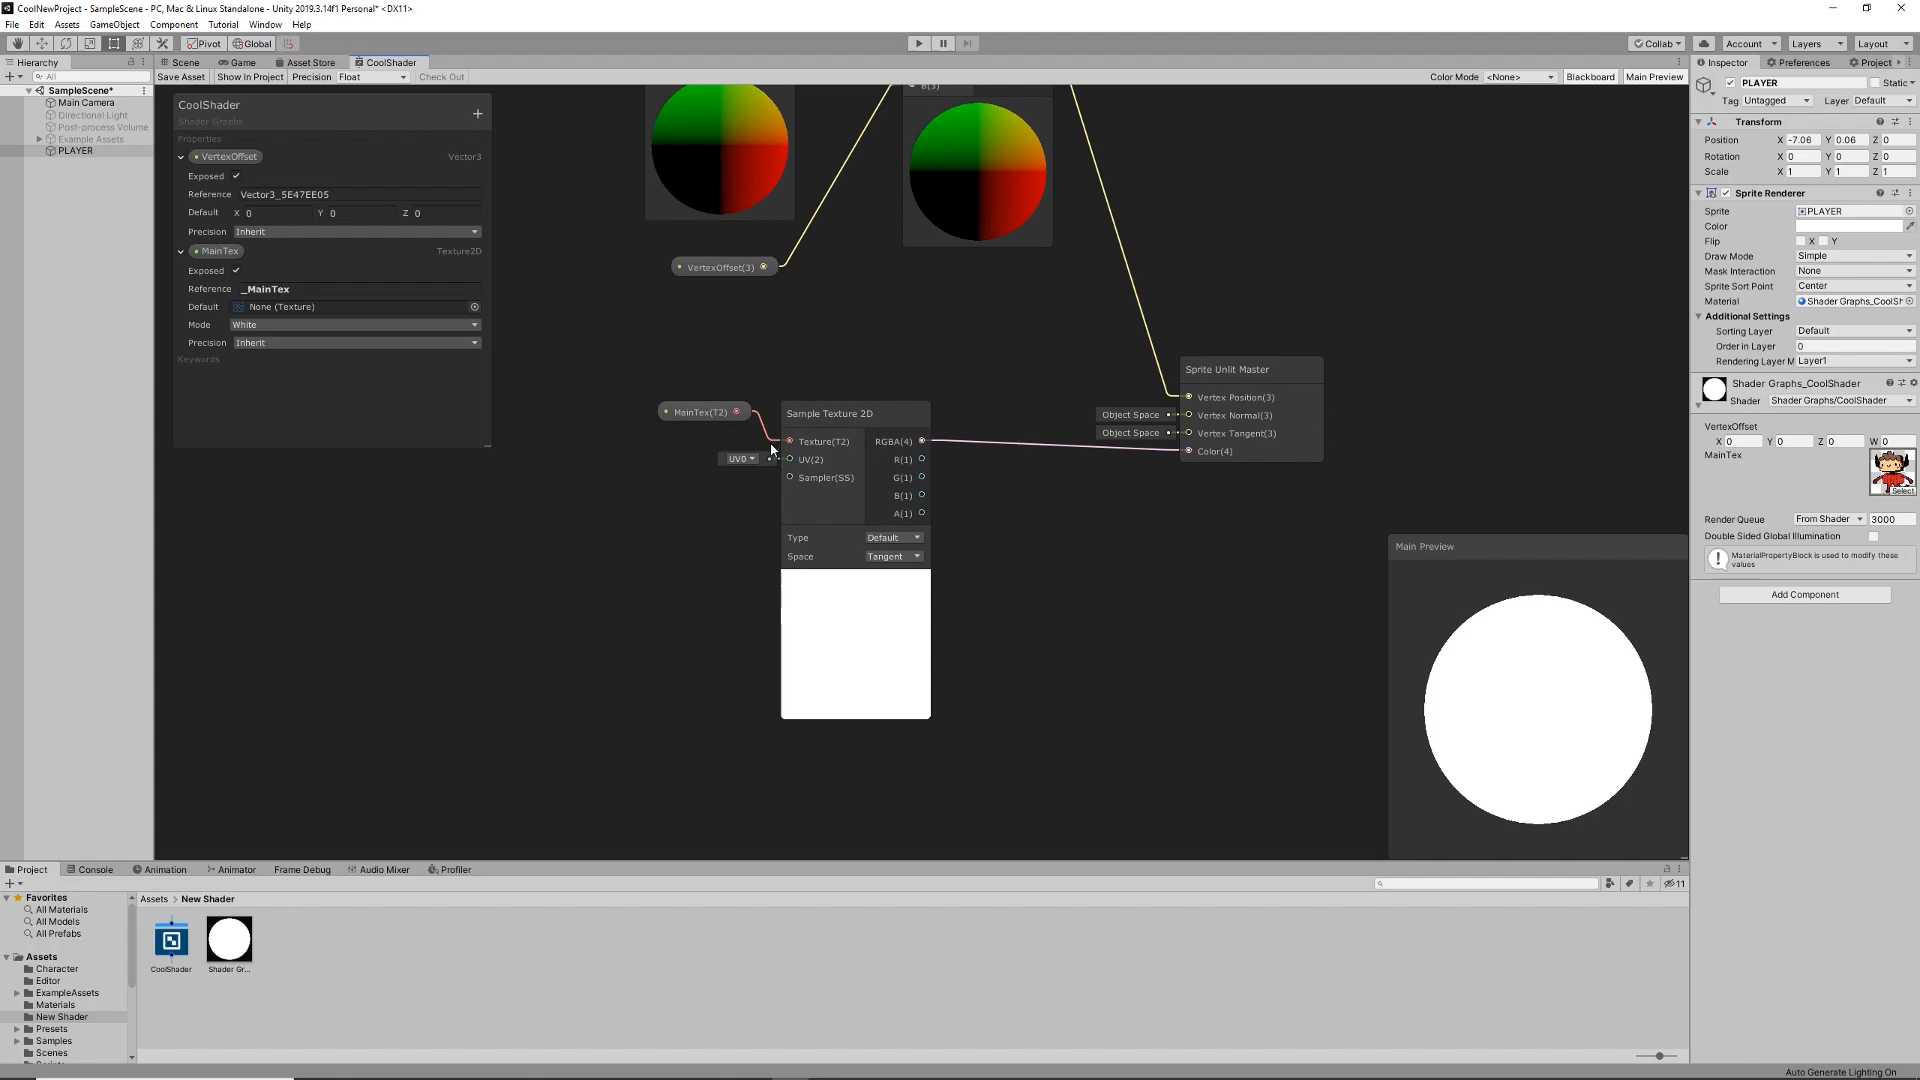 CoolNewProject - SampleScene - PC, Mac & Linux Standalone - Unity 2019.3.14f1 Personal* <DX11>
File Edit Assets GameObject Component Tutorial Window Help
Pivot Global Collab Account Layers Layout
Hierarchy
All
SampleScene*
Main Camera
Directional Light
Post-process Volume
Example Assets
PLAYER
Scene Game Asset Store CoolShader
Save Asset Show In Project Precision Float Check Out Color Mode <None> Blackboard Main Preview
CoolShader
Shader Graphs
Properties
VertexOffset Vector3
Exposed
Reference Vector3_5E47EE05
Default X 0 Y 0 Z 0
Precision Inherit
MainTex Texture2D
Exposed
Reference _MainTex
Default None (Texture)
Mode White
Precision Inherit
Keywords
B(3)
VertexOffset(3)
MainTex(T2)
Sample Texture 2D
Texture(T2) RGBA(4)
UV0 UV(2) R(1)
Sampler(SS) G(1)
B(1)
A(1)
Type Default
Space Tangent
Sprite Unlit Master
Vertex Position(3)
Object Space Vertex Normal(3)
Object Space Vertex Tangent(3)
Color(4)
Main Preview
Inspector Preferences Project
PLAYER Static
Tag Untagged Layer Default
Transform
Position X -7.06 Y 0.06 Z 0
Rotation X 0 Y 0 Z 0
Scale X 1 Y 1 Z 1
Sprite Renderer
Sprite PLAYER
Color
Flip X Y
Draw Mode Simple
Mask Interaction None
Sprite Sort Point Center
Material Shader Graphs_CoolSh
Additional Settings
Sorting Layer Default
Order in Layer 0
Rendering Layer M Layer1
Shader Graphs_CoolShader
Shader Shader Graphs/CoolShader
VertexOffset
X 0 Y 0 Z 0 W 0
MainTex
Select
Render Queue From Shader 3000
Double Sided Global Illumination
MaterialPropertyBlock is used to modify these
values
Add Component
Project Console Animation Animator Frame Debug Audio Mixer Profiler
11
Favorites
All Materials
All Models
All Prefabs
Assets
Character
Editor
ExampleAssets
Materials
New Shader
Presets
Samples
Scenes
Assets > New Shader
CoolShader Shader Gr...
Auto Generate Lighting On